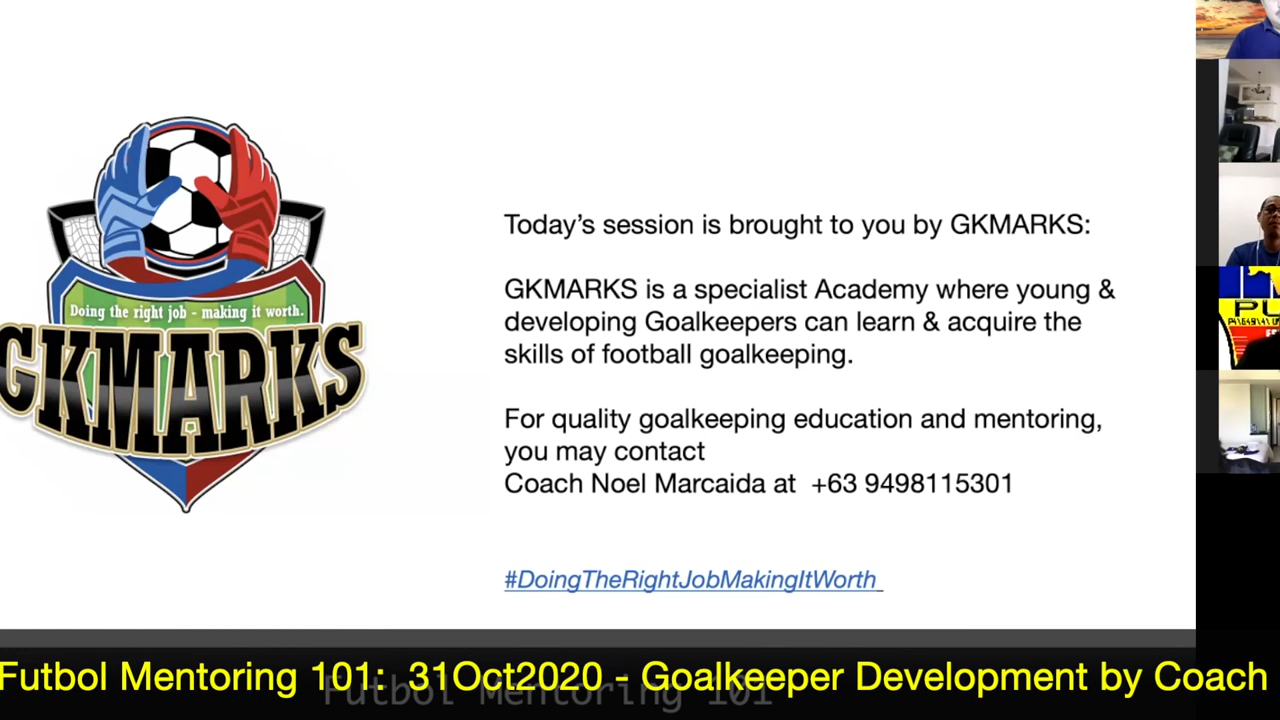 Doing the right job - making it worth.
GKMARKS
Today's session is brought to you by GKMARKS:
GKMARKS is a specialist Academy where young &
developing Goalkeepers can learn & acquire the
skills of football goalkeeping.
For quality goalkeeping education and mentoring,
you may contact
Coach Noel Marcaida at +63 9498115301
#DoingTheRightJobMakingItWorth
Futbol Mentoring 101: 31Oct2020 - Goalkeeper Development by Coach
Futbol Mentoring 101